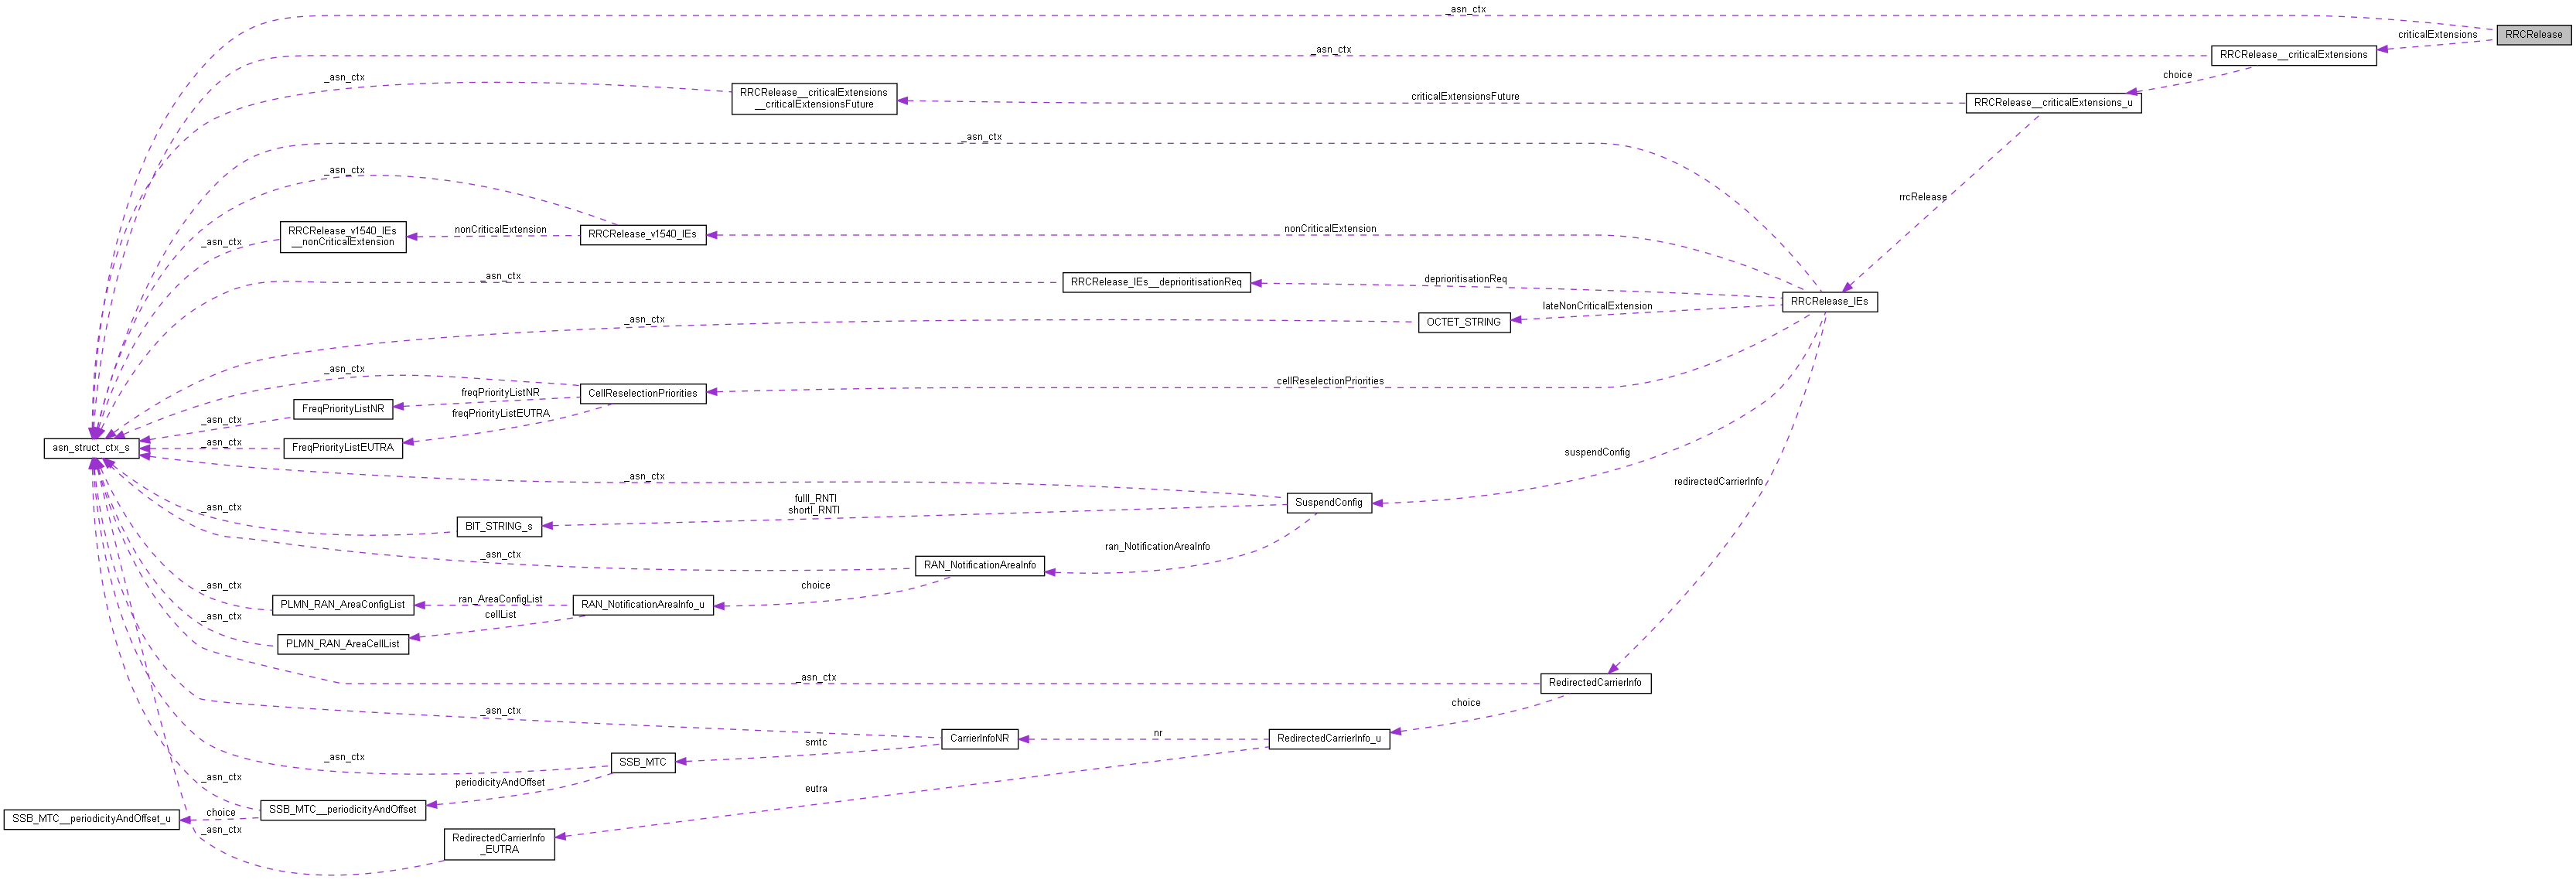 _asn_ctx
RRCRelease
criticalExtensions
_asn_ctx
RRCRelease__criticalExtensions
_asn_ctx
choice
RRCRelease__criticalExtensions
__criticalExtensionsFuture
criticalExtensionsFuture
RRCRelease__criticalExtensions_u
_asn_ctx
_asn_ctx
rrcRelease
RRCRelease_v1540_IEs
__nonCriticalExtension
nonCriticalExtension
RRCRelease_v1540_IEs
nonCriticalExtension
_asn_ctx
_asn_ctx
RRCRelease_IEs__deprioritisationReq
deprioritisationReq
RRCRelease_IEs
lateNonCriticalExtension
_asn_ctx
OCTET_STRING
_asn_ctx
cellReselectionPriorities
freqPriorityListNR
CellReselectionPriorities
FreqPriorityListNR
freqPriorityListEUTRA
_asn_ctx
asn_struct_ctx_s
_asn_ctx
FreqPriorityListEUTRA
suspendConfig
_asn_ctx
redirectedCarrierInfo
fullI_RNTI
shortI_RNTI
SuspendConfig
_asn_ctx
BIT_STRING_s
ran_NotificationAreaInfo
_asn_ctx
RAN_NotificationAreaInfo
_asn_ctx
choice
PLMN_RAN_AreaConfigList
ran_AreaConfigList
RAN_NotificationAreaInfo_u
cellList
_asn_ctx
PLMN_RAN_AreaCellList
_asn_ctx
RedirectedCarrierInfo
choice
_asn_ctx
CarrierInfoNR
nr
RedirectedCarrierInfo_u
smtc
_asn_ctx
SSB_MTC
_asn_ctx
periodicityAndOffset
eutra
SSB_MTC__periodicityAndOffset_u
choice
SSB_MTC__periodicityAndOffset
_asn_ctx
RedirectedCarrierInfo
_EUTRA